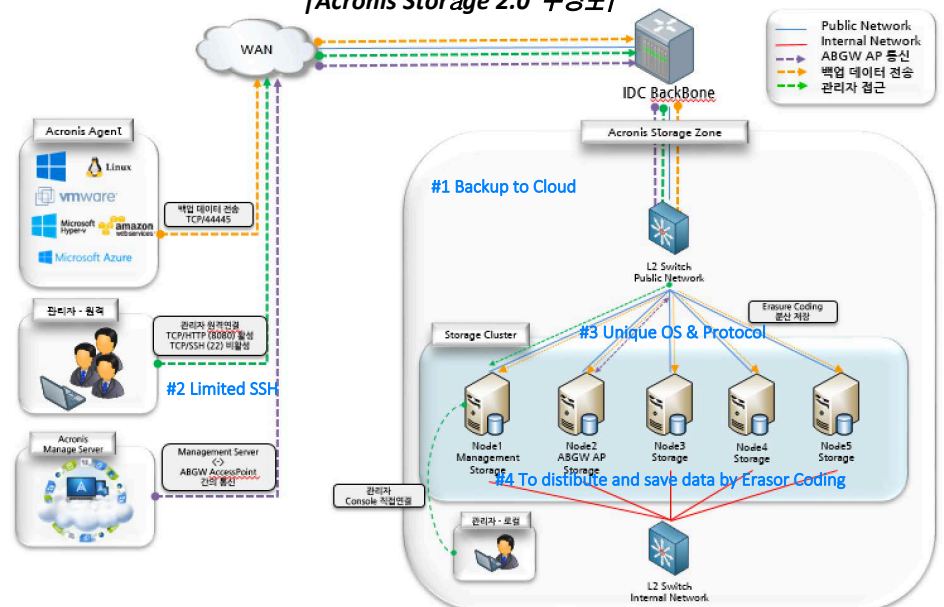 [Acronis Storage 2.0 구성도]
WAN
IDC BackBone
Public Network
Internal Network
ABGW AP 통신
백업 데이터 전송
관리자 접근
Acronis Agent
Linux
vmware
Microsoft
Hyper-v
amazon
webservices
Microsoft Azure
백업 데이터 전송
TCP/44445
Acronis Storage Zone
#1 Backup to Cloud
L2 Switch
Public Network
관리자 - 원격
관리자 원격연결
TCP/HTTP (8080) 활성
TCP/SSH (22) 비활성
#2 Limited SSH
Erasure Coding
분산 저장
Storage Cluster
#3 Unique OS & Protocol
Node1
Management
Storage
Node2
ABGW AP
Storage
Node3
Storage
Node4
Storage
Node5
Storage
#4 To distibute and save data by Erasor Coding
Acronis
Manage Server
A
Management Server
<->
ABGW AccessPoint
간의 통신
관리자
Console 직접연결
관리자 - 로컬
L2 Switch
Internal Network